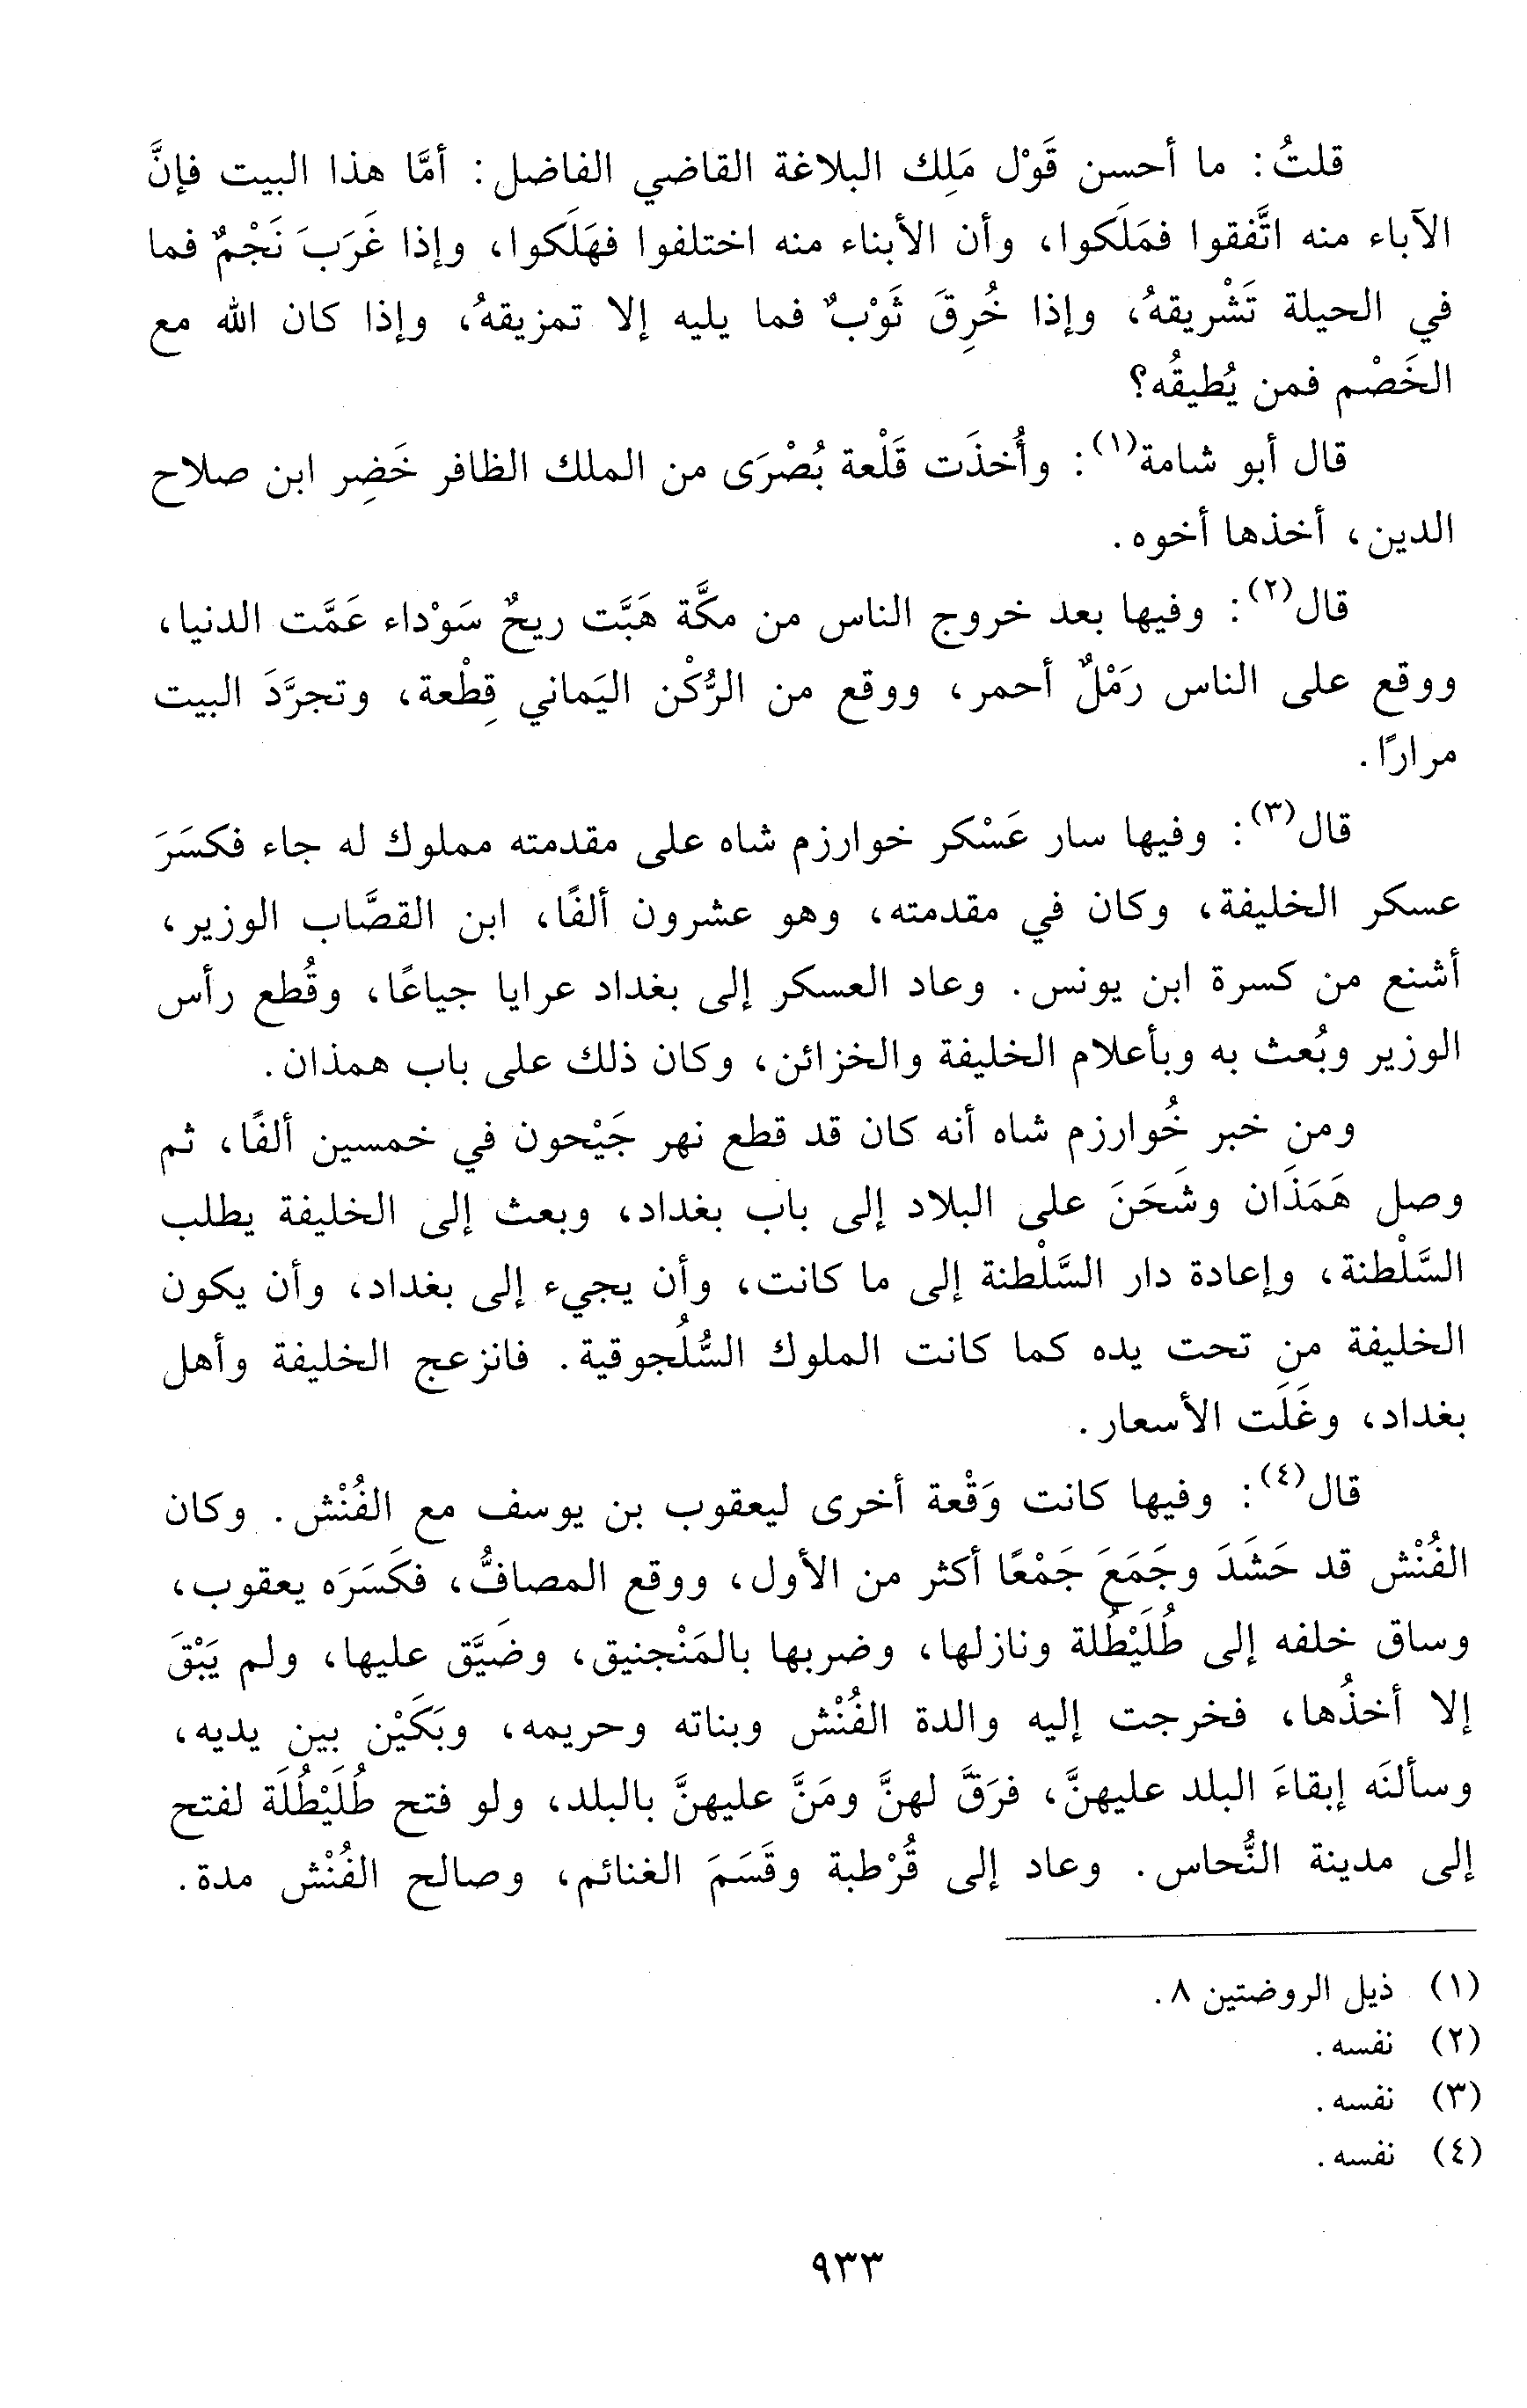 قلتُ: ما أحسن قَوْل مَلِك البلاغة القاضي الفاضل: أمَّا هذا البيت فإنَّ
الآباء منه اتَّفقوا فمَلَكوا، وأن الأبناء منه اختلفوا فهَلَكوا، وإذا غَرَبَ نَجْمٌ فما
في الحيلة تَشْريقهُ، وإذا خُرِقَ ثَوْبٌ فما يليه إلا تمزيقهُ، وإذا كان الله مع
الخَصْم فمن يُطيقُه؟
قال أبو شامة(١): وأُخذَت قَلْعة بُصْرَى من الملك الظافر خَضِر ابن صلاح
الدين، أخذها أخوه.
قال(٢): وفيها بعد خروج الناس من مكَّة هَبَّت ريحٌ سَوْداء عَمَّت الدنيا،
ووقع على الناس رَمْلٌ أحمر، ووقع من الرُّكْن اليَماني قِطْعة، وتجرَّدَ البيت
مرارًا.
قال(٣): وفيها سار عَسْكر خوارزم شاه على مقدمته مملوك له جاء فكسَرَ
عسكر الخليفة، وكان في مقدمته، وهو عشرون ألفًا، ابن القصَّاب الوزير،
أشنع من كسرة ابن يونس. وعاد العسكر إلى بغداد عرايا جياعًا، وقُطع رأس
الوزير وبُعث به وبأعلام الخليفة والخزائن، وكان ذلك على باب همذان.
ومن خبر خُوارزم شاه أنه كان قد قطع نهر جَيْحون في خمسين ألفًا، ثم
وصل هَمَذَان وشَحَنَ على البلاد إلى باب بغداد، وبعث إلى الخليفة يطلب
السَّلْطنة، وإعادة دار السَّلْطنة إلى ما كانت، وأن يجيء إلى بغداد، وأن يكون
الخليفة من تحت يده كما كانت الملوك السُّلُجوقية. فانزعج الخليفة وأهل
بغداد، وغَلَت الأسعار.
قال(٤): وفيها كانت وَقْعة أخرى ليعقوب بن يوسف مع الفُنْش. وكان
الفُنْش قد حَشَدَ وجَمَعَ جَمْعًا أكثر من الأول، ووقع المصافُّ، فكَسَرَه يعقوب،
وساق خلفه إلى طُلَيْطُلة ونازلها، وضربها بالمَنْجنيق، وضَيَّق عليها، ولم يَبْقَ
إلا أخذُها، فخرجت إليه والدة الفُنْش وبناته وحريمه، وبَكَيْن بين يديه،
وسألنَه إبقاءَ البلد عليهنَّ، فرَقَّ لهنَّ ومَنَّ عليهنَّ بالبلد، ولو فتح طُلَيْطُلَة لفتح
إلى مدينة النُّحاس. وعاد إلى قُرْطبة وقَسَمَ الغنائم، وصالح الفُنْش مدة.
(١) ذيل الروضتين ٨.
(٢) نفسه.
(٣) نفسه.
(٤) نفسه.
٩٣٣